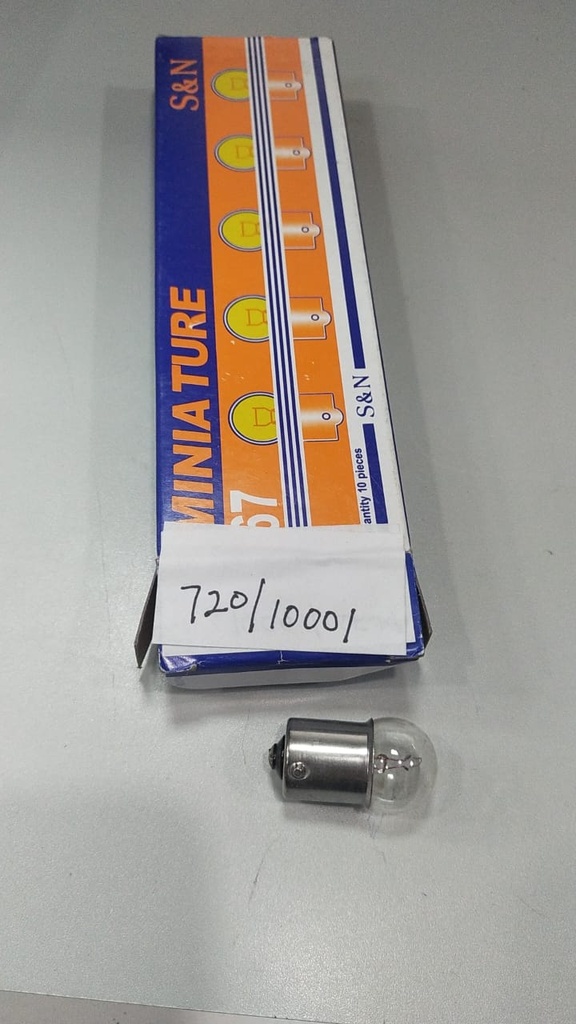 S&N
MINIATURE
67
S&N
antity 10 pieces
720/10001